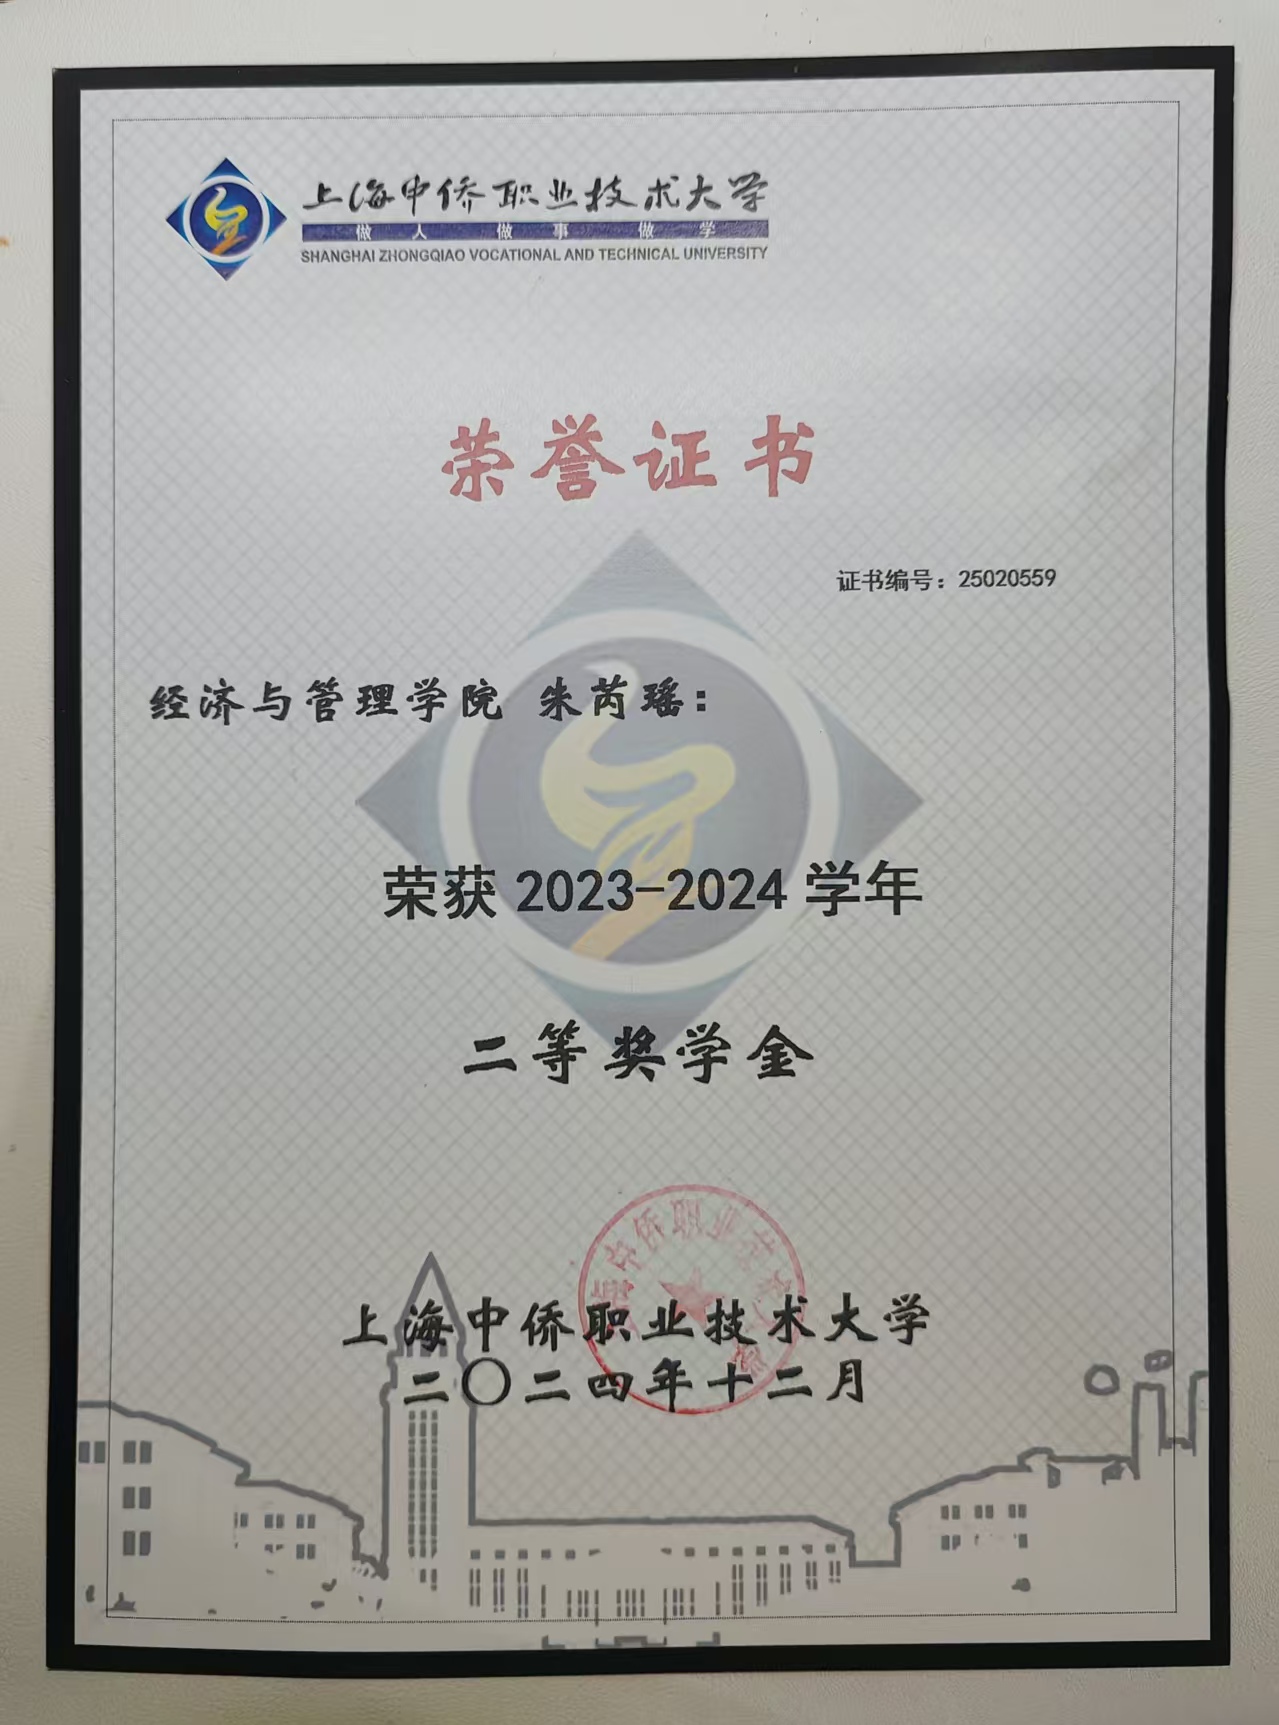 上海中侨职业技术大学
做人 做事 做学
SHANGHAI ZHONGQIAO VOCATIONAL AND TECHNICAL UNIVERSITY
荣誉证书
证书编号：25020559
经济与管理学院 朱芮瑶：
荣获 2023-2024 学年
二等奖学金
上海中侨职业技术大学
二〇二四年十二月